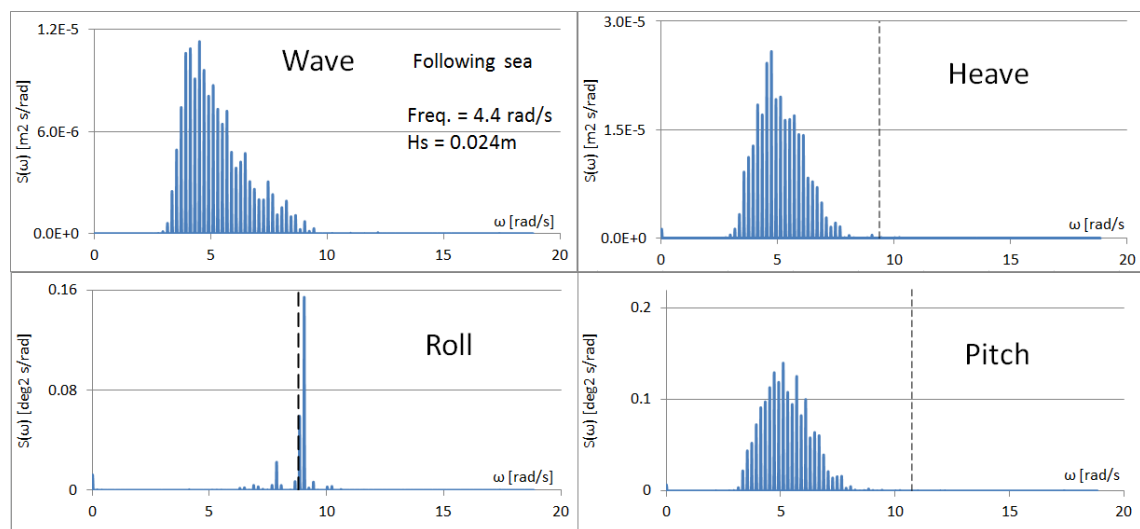 1.2E-5
6.0E-6
0.0E+0
S(ω) [m2 s/rad]
Wave
Following sea
Freq. = 4.4 rad/s
Hs = 0.024m
ω [rad/s]
0 5 10 15 20
3.0E-5
1.5E-5
0.0E+0
S(ω) [m2 s/rad]
Heave
ω [rad/s
0 5 10 15 20
0.16
0.08
0
S(ω) [deg2 s/rad]
Roll
ω [rad/s]
0 5 10 15 20
0.2
0.1
0
S(ω) [deg2 s/rad]
Pitch
ω [rad/s]
0 5 10 15 20